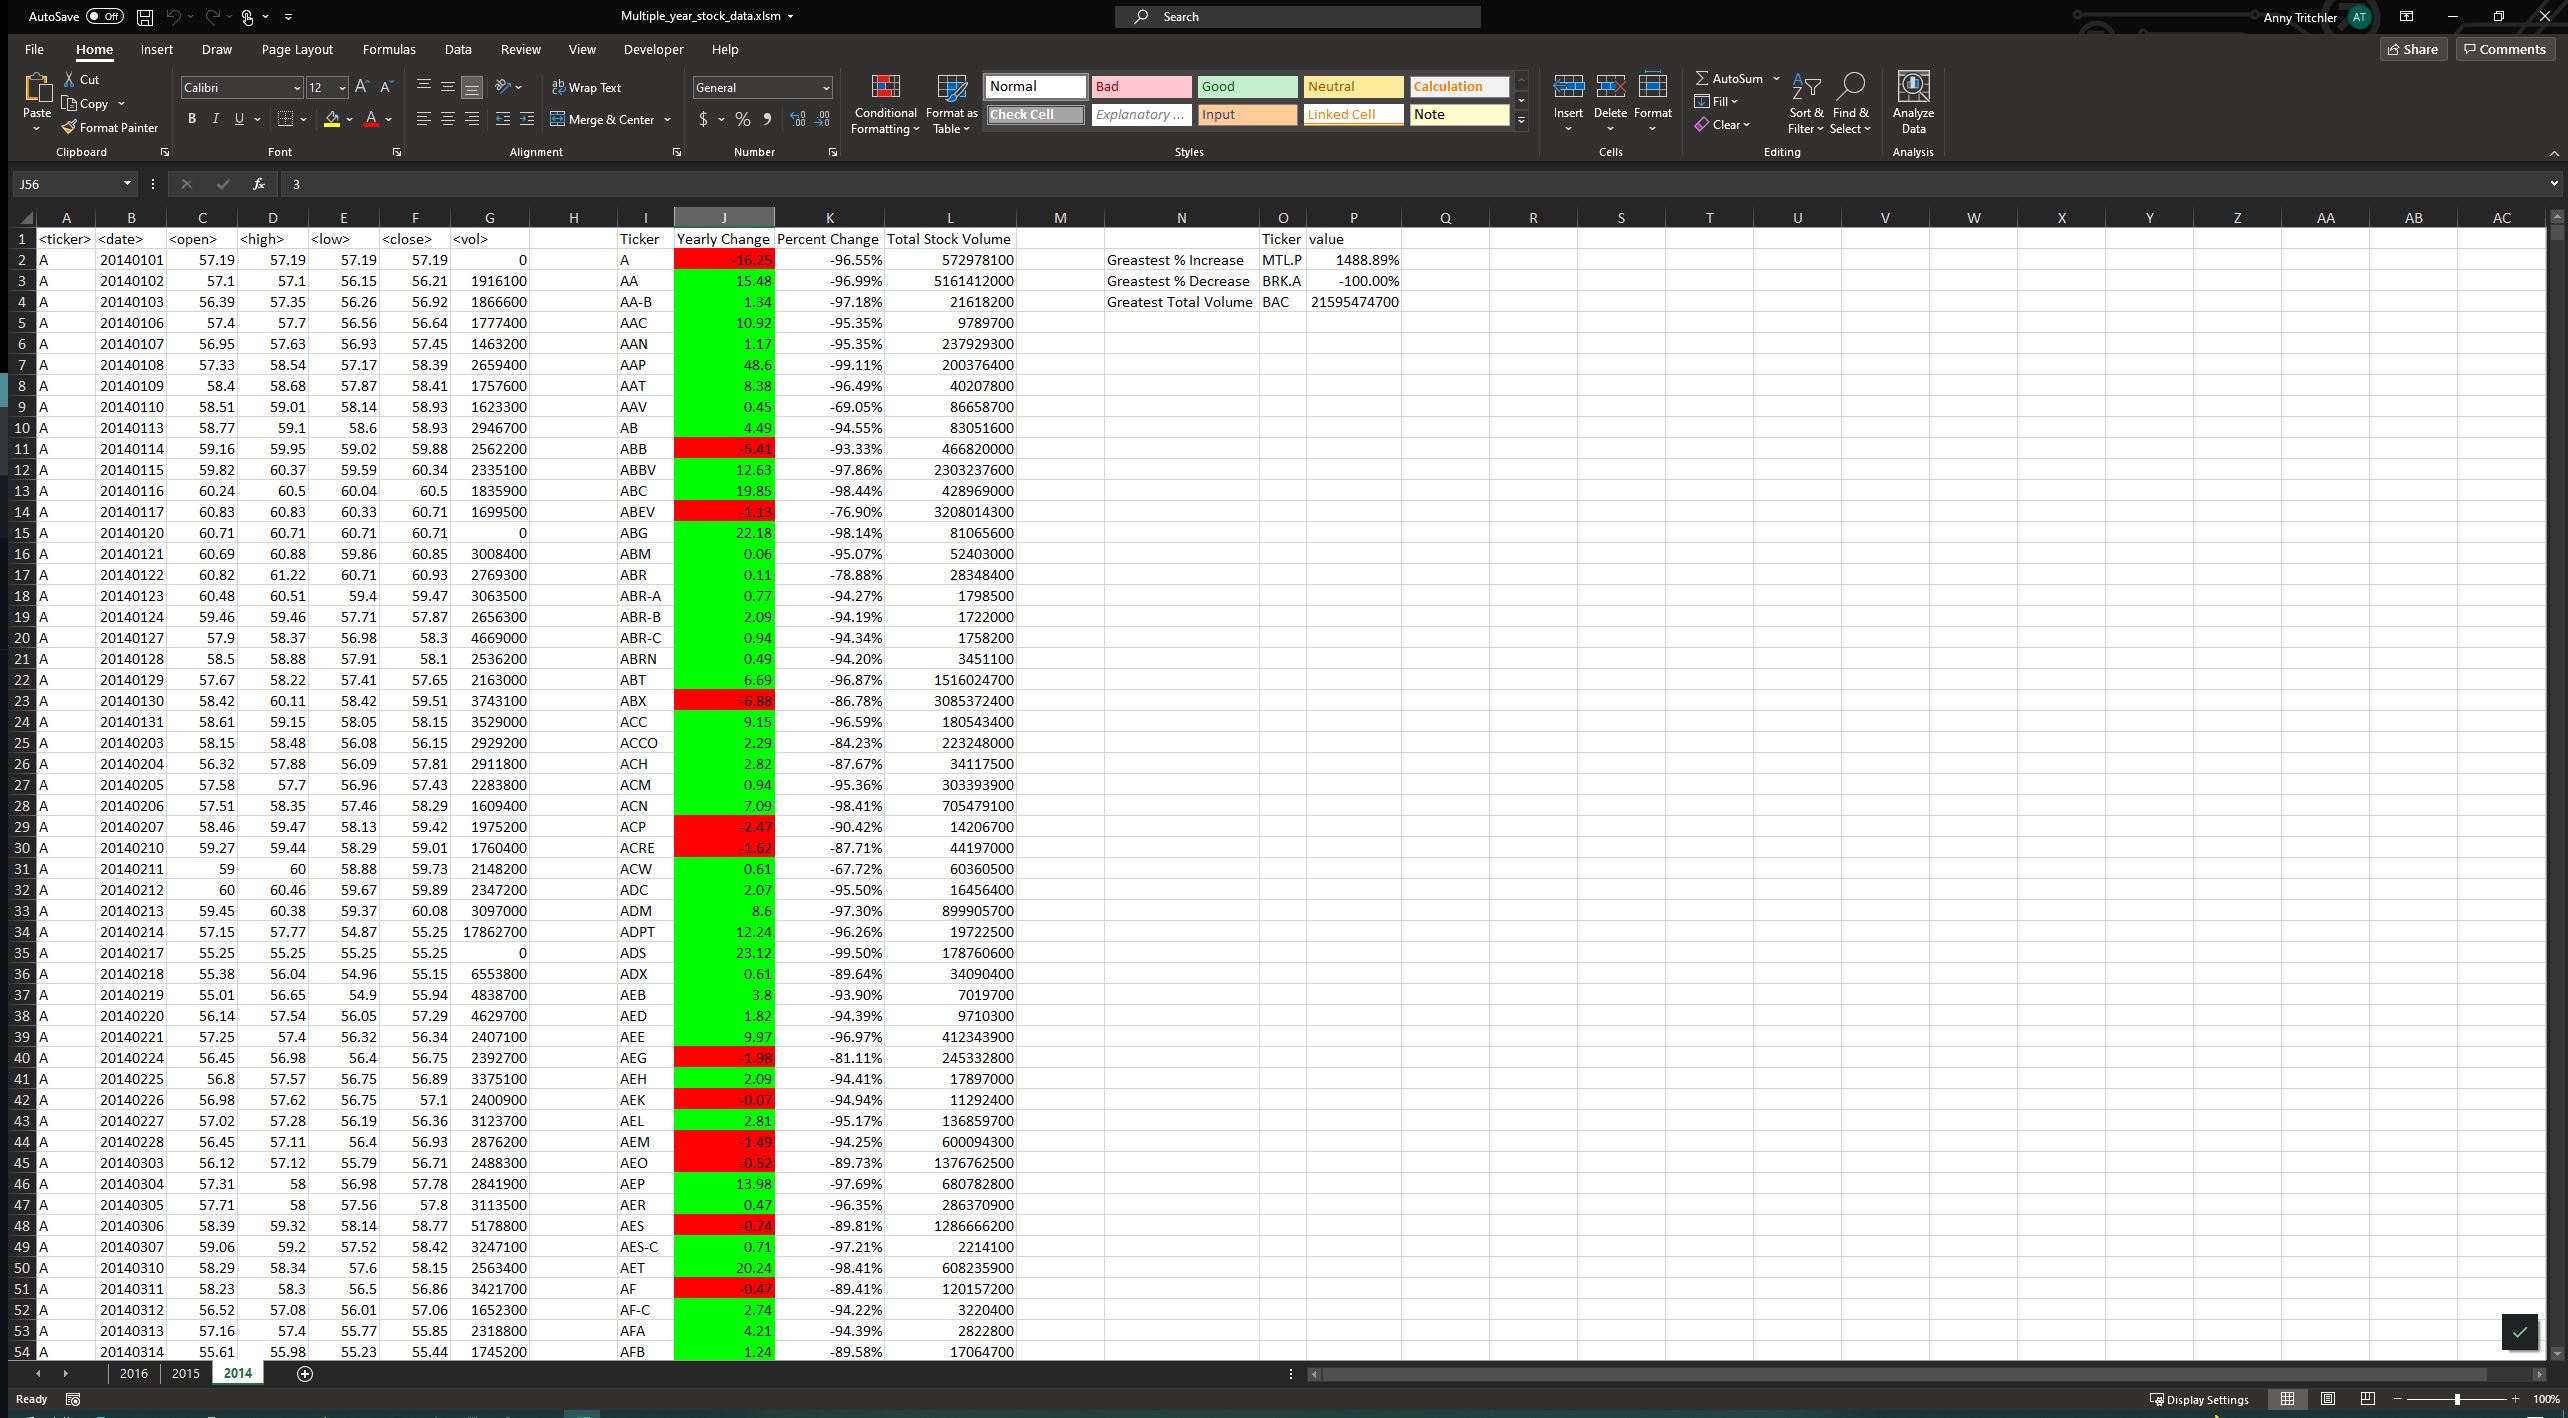 AutoSave Off Multiple_year_stock_data.xlsm Search Anny Tritchler AT
File Home Insert Draw Page Layout Formulas Data Review View Developer Help Share Comments
Paste Cut Copy Format Painter Clipboard
Calibri 12 B I U A Font
ab Wrap Text Merge & Center Alignment
General $ % 9 Number
Conditional Formatting Format as Table
Normal Bad Good Neutral Calculation
Check Cell Explanatory ... Input Linked Cell Note
Styles
Insert Delete Format Cells
AutoSum Fill Clear Sort & Filter Find & Select Editing
Analyze Data Analysis
J56 fx 3
A B C D E F G H I J K L M N O P Q R S T U V W X Y Z AA AB AC
1 <ticker> <date> <open> <high> <low> <close> <vol> Ticker Yearly Change Percent Change Total Stock Volume Ticker value
2 A 20140101 57.19 57.19 57.19 57.19 0 A -16.25 -96.55% 572978100 Greastest % Increase MTL.P 1488.89%
3 A 20140102 57.1 57.1 56.15 56.21 1916100 AA 15.48 -96.99% 5161412000 Greastest % Decrease BRK.A -100.00%
4 A 20140103 56.39 57.35 56.26 56.92 1866600 AA-B 1.34 -97.18% 21618200 Greatest Total Volume BAC 21595474700
5 A 20140106 57.4 57.7 56.56 56.64 1777400 AAC 10.92 -95.35% 9789700
6 A 20140107 56.95 57.63 56.93 57.45 1463200 AAN 1.17 -95.35% 237929300
7 A 20140108 57.33 58.54 57.17 58.39 2659400 AAP 48.6 -99.11% 200376400
8 A 20140109 58.4 58.68 57.87 58.41 1757600 AAT 8.38 -96.49% 40207800
9 A 20140110 58.51 59.01 58.14 58.93 1623300 AAV 0.45 -69.05% 86658700
10 A 20140113 58.77 59.1 58.6 58.93 2946700 AB 4.49 -94.55% 83051600
11 A 20140114 59.16 59.95 59.02 59.88 2562200 ABB -5.41 -93.33% 466820000
12 A 20140115 59.82 60.37 59.59 60.34 2335100 ABBV 12.63 -97.86% 2303237600
13 A 20140116 60.24 60.5 60.04 60.5 1835900 ABC 19.85 -98.44% 428969000
14 A 20140117 60.83 60.83 60.33 60.71 1699500 ABEV -1.13 -76.90% 3208014300
15 A 20140120 60.71 60.71 60.71 60.71 0 ABG 22.18 -98.14% 81065600
16 A 20140121 60.69 60.88 59.86 60.85 3008400 ABM 0.06 -95.07% 52403000
17 A 20140122 60.82 61.22 60.71 60.93 2769300 ABR 0.11 -78.88% 28348400
18 A 20140123 60.48 60.51 59.4 59.47 3063500 ABR-A 0.77 -94.27% 1798500
19 A 20140124 59.46 59.46 57.71 57.87 2656300 ABR-B 2.09 -94.19% 1722000
20 A 20140127 57.9 58.37 56.98 58.3 4669000 ABR-C 0.94 -94.34% 1758200
21 A 20140128 58.5 58.88 57.91 58.1 2536200 ABRN 0.49 -94.20% 3451100
22 A 20140129 57.67 58.22 57.41 57.65 2163000 ABT 6.69 -96.87% 1516024700
23 A 20140130 58.42 60.11 58.42 59.51 3743100 ABX -6.88 -86.78% 3085372400
24 A 20140131 58.61 59.15 58.05 58.15 3529000 ACC 9.15 -96.59% 180543400
25 A 20140203 58.15 58.48 56.08 56.15 2929200 ACCO 2.29 -84.23% 223248000
26 A 20140204 56.32 57.88 56.09 57.81 2911800 ACH 2.82 -87.67% 34117500
27 A 20140205 57.58 57.7 56.96 57.43 2283800 ACM 0.94 -95.36% 303393900
28 A 20140206 57.51 58.35 57.46 58.29 1609400 ACN 7.09 -98.41% 705479100
29 A 20140207 58.46 59.47 58.13 59.42 1975200 ACP -2.47 -90.42% 14206700
30 A 20140210 59.27 59.44 58.29 59.01 1760400 ACRE -1.62 -87.71% 44197000
31 A 20140211 59 60 58.88 59.73 2148200 ACW 0.61 -67.72% 60360500
32 A 20140212 60 60.46 59.67 59.89 2347200 ADC 2.07 -95.50% 16456400
33 A 20140213 59.45 60.38 59.37 60.08 3097000 ADM 8.6 -97.30% 899905700
34 A 20140214 57.15 57.77 54.87 55.25 17862700 ADPT 12.24 -96.26% 19722500
35 A 20140217 55.25 55.25 55.25 55.25 0 ADS 23.12 -99.50% 178760600
36 A 20140218 55.38 56.04 54.96 55.15 6553800 ADX 0.61 -89.64% 34090400
37 A 20140219 55.01 56.65 54.9 55.94 4838700 AEB 3.8 -93.90% 7019700
38 A 20140220 56.14 57.54 56.05 57.29 4629700 AED 1.82 -94.39% 9710300
39 A 20140221 57.25 57.4 56.32 56.34 2407100 AEE 9.97 -96.97% 412343900
40 A 20140224 56.45 56.98 56.4 56.75 2392700 AEG -1.98 -81.11% 245332800
41 A 20140225 56.8 57.57 56.75 56.89 3375100 AEH 2.09 -94.41% 17897000
42 A 20140226 56.98 57.62 56.75 57.1 2400900 AEK -0.07 -94.94% 11292400
43 A 20140227 57.02 57.28 56.19 56.36 3123700 AEL 2.81 -95.17% 136859700
44 A 20140228 56.45 57.11 56.4 56.93 2876200 AEM -1.49 -94.25% 600094300
45 A 20140303 56.12 57.12 55.79 56.71 2488300 AEO -0.52 -89.73% 1376762500
46 A 20140304 57.31 58 56.98 57.78 2841900 AEP 13.98 -97.69% 680782800
47 A 20140305 57.71 58 57.56 57.8 3113500 AER 0.47 -96.35% 286370900
48 A 20140306 58.39 59.32 58.14 58.77 5178800 AES -0.74 -89.81% 1286666200
49 A 20140307 59.06 59.2 57.52 58.42 3247100 AES-C 0.71 -97.21% 2214100
50 A 20140310 58.29 58.34 57.6 58.15 2563400 AET 20.24 -98.41% 608235900
51 A 20140311 58.23 58.3 56.5 56.86 3421700 AF -0.47 -89.41% 120157200
52 A 20140312 56.52 57.08 56.01 57.06 1652300 AF-C 2.74 -94.22% 3220400
53 A 20140313 57.16 57.4 55.77 55.85 2318800 AFA 4.21 -94.39% 2822800
54 A 20140314 55.61 55.98 55.23 55.44 1745200 AFB 1.24 -89.58% 17064700
2016 2015 2014
Ready Display Settings 100%